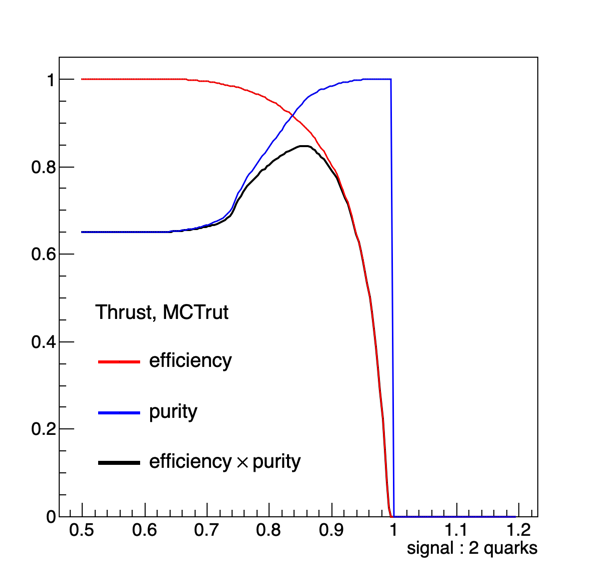 1
0.8
0.6
Thrust, MCTrut
0.4
efficiency
0.2
purity
efficiency × purity
0
0.5 0.6 0.7 0.8 0.9 1 1.1 1.2
signal : 2 quarks